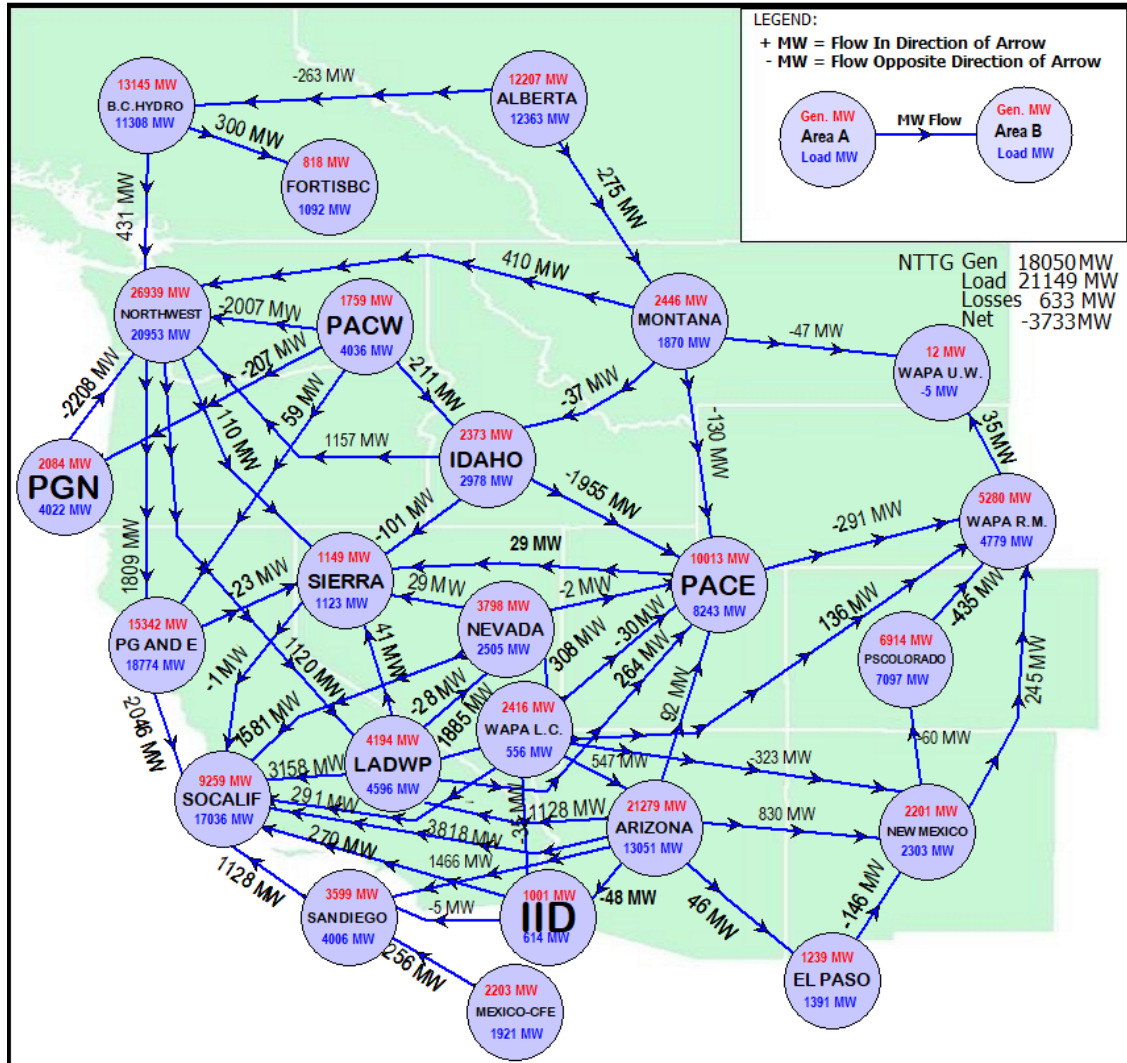 LEGEND:
+ MW = Flow In Direction of Arrow
- MW = Flow Opposite Direction of Arrow
Gen. MW
Area A
Load MW
MW Flow
Gen. MW
Area B
Load MW
-263 MW
13145 MW
B.C.HYDRO
11308 MW
12207 MW
ALBERTA
12363 MW
300 MW
818 MW
FORTISBC
1092 MW
431 MW
-275 MW
410 MW
NTTG Gen 18050 MW
Load 21149 MW
Losses 633 MW
Net -3733 MW
26939 MW
NORTHWEST
20953 MW
-2007 MW
1759 MW
PACW
4036 MW
2446 MW
MONTANA
1870 MW
-47 MW
12 MW
WAPA U.W.
-5 MW
-207 MW
-2208 MW
59 MW
-211 MW
-37 MW
-130 MW
35 MW
110 MW
1157 MW
2373 MW
IDAHO
2978 MW
2084 MW
PGN
4022 MW
-1955 MW
-291 MW
5280 MW
WAPA R.M.
4779 MW
1809 MW
-101 MW
29 MW
1149 MW
SIERRA
1123 MW
-23 MW
29 MW
-2 MW
10013 MW
PACE
8243 MW
15342 MW
PG AND E
18774 MW
3798 MW
NEVADA
2505 MW
308 MW
-30 MW
264 MW
136 MW
-435 MW
6914 MW
PSCOLORADO
7097 MW
245 MW
-1 MW
1120 MW
41 MW
-28 MW
1885 MW
92 MW
-2046 MW
1581 MW
2416 MW
WAPA L.C.
556 MW
-60 MW
4194 MW
LADWP
4596 MW
547 MW
-323 MW
9259 MW
SOCALIF
17036 MW
3158 MW
291 MW
-35 MW
1128 MW
21279 MW
ARIZONA
13051 MW
830 MW
2201 MW
NEW MEXICO
2303 MW
3818 MW
270 MW
1466 MW
1128 MW
3599 MW
SANDIEGO
4006 MW
-5 MW
1001 MW
IID
614 MW
-48 MW
46 MW
-146 MW
256 MW
2203 MW
MEXICO-CFE
1921 MW
1239 MW
EL PASO
1391 MW